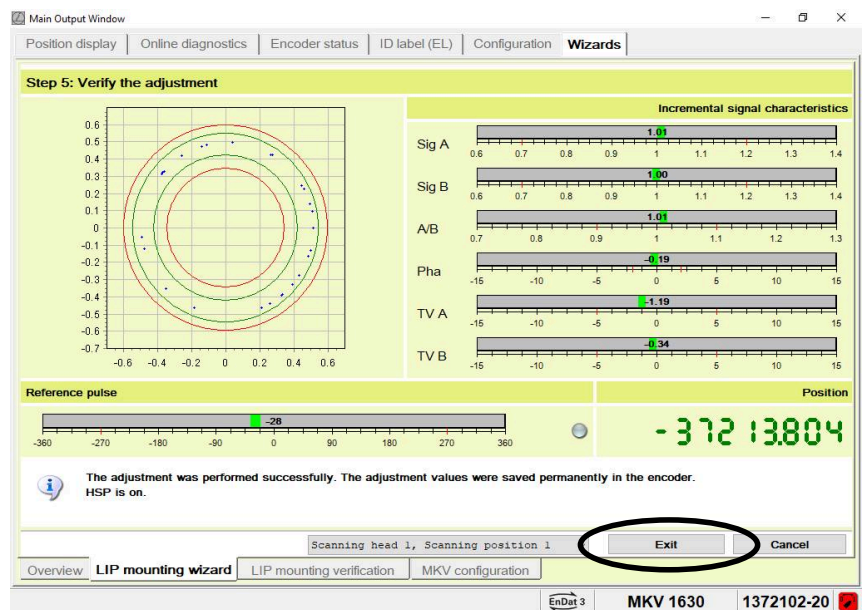 Main Output Window
Position display Online diagnostics Encoder status ID label (EL) Configuration Wizards
Step 5: Verify the adjustment
Incremental signal characteristics
0.6
0.5
0.4
0.3
0.2
0.1
0
-0.1
-0.2
-0.3
-0.4
-0.5
-0.6
-0.7
-0.6 -0.4 -0.2 0 0.2 0.4 0.6
Sig A
1.01
0.6 0.7 0.8 0.9 1 1.1 1.2 1.3 1.4
Sig B
1.00
0.6 0.7 0.8 0.9 1 1.1 1.2 1.3 1.4
A/B
1.01
0.7 0.8 0.9 1 1.1 1.2 1.3
Pha
-0.19
-15 -10 -5 0 5 10 15
TV A
-1.19
-15 -10 -5 0 5 10 15
TV B
-0.34
-15 -10 -5 0 5 10 15
Reference pulse
Position
-28
-360 -270 -180 -90 0 90 180 270 360
-37213.804
The adjustment was performed successfully. The adjustment values were saved permanently in the encoder.
HSP is on.
Scanning head 1, Scanning position 1
Exit
Cancel
Overview LIP mounting wizard LIP mounting verification MKV configuration
EnDat 3 MKV 1630 1372102-20